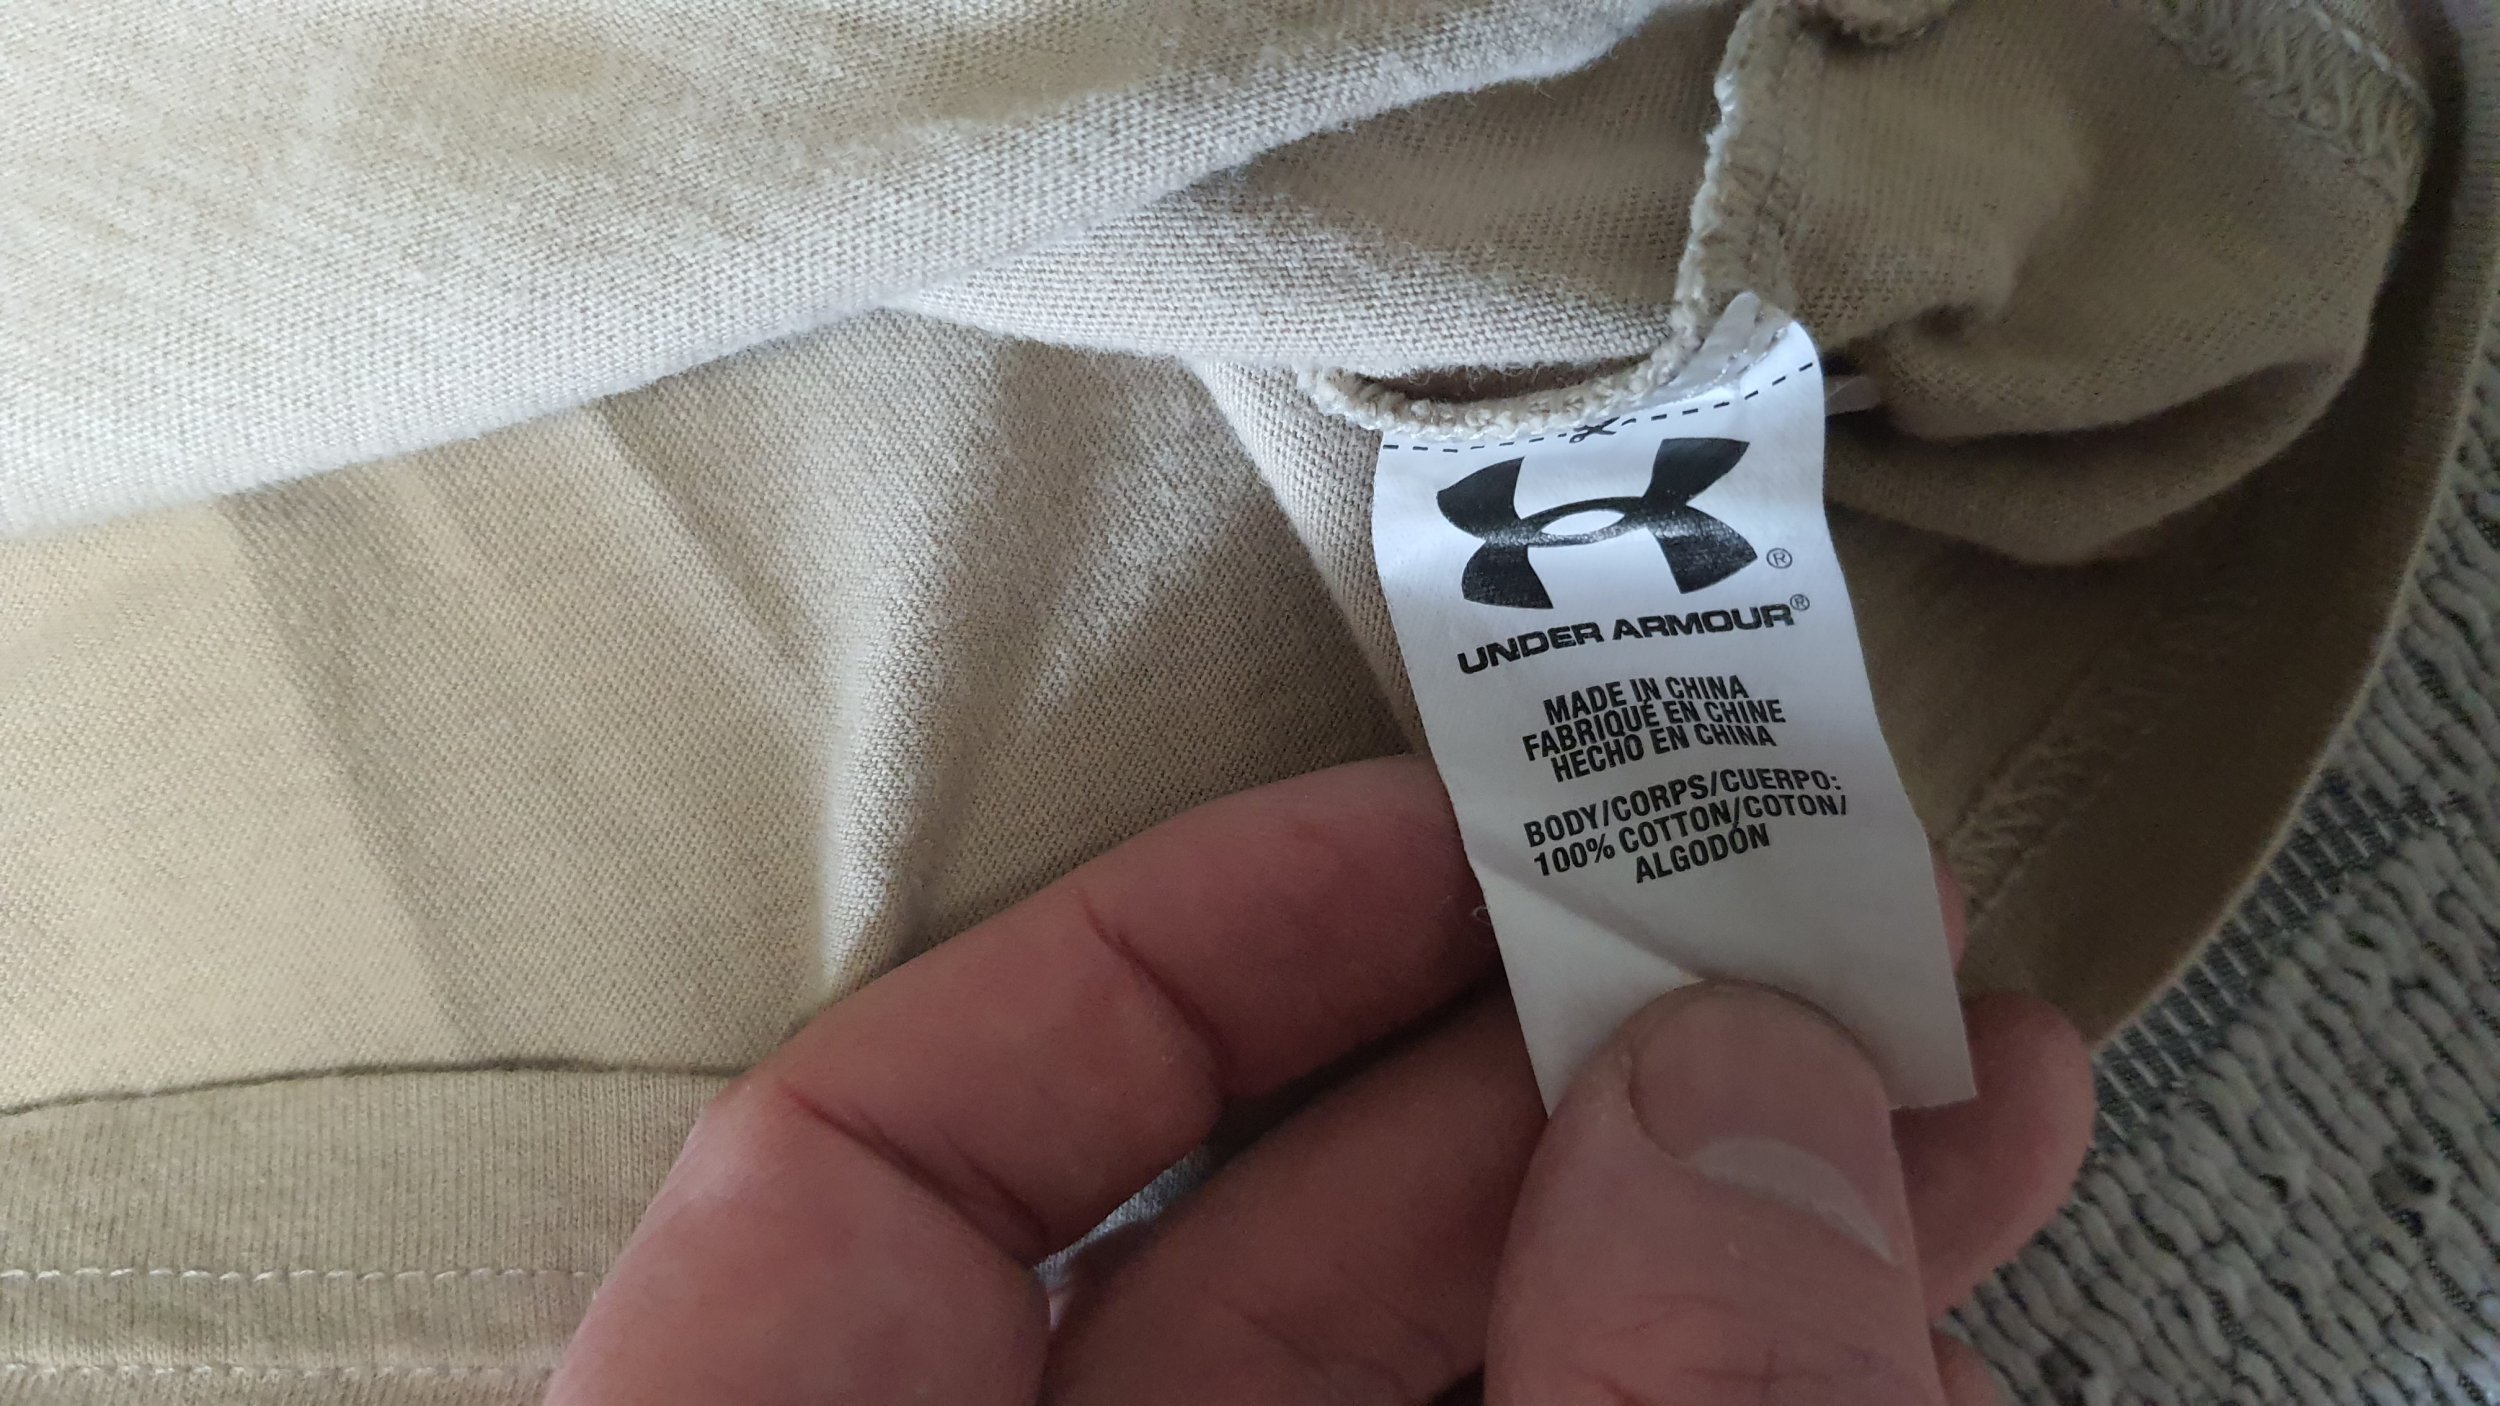 ®
UNDER ARMOUR®
MADE IN CHINA
FABRIQUÉ EN CHINE
HECHO EN CHINA
BODY/CORPS/CUERPO:
100% COTTON/COTON/
ALGODÓN